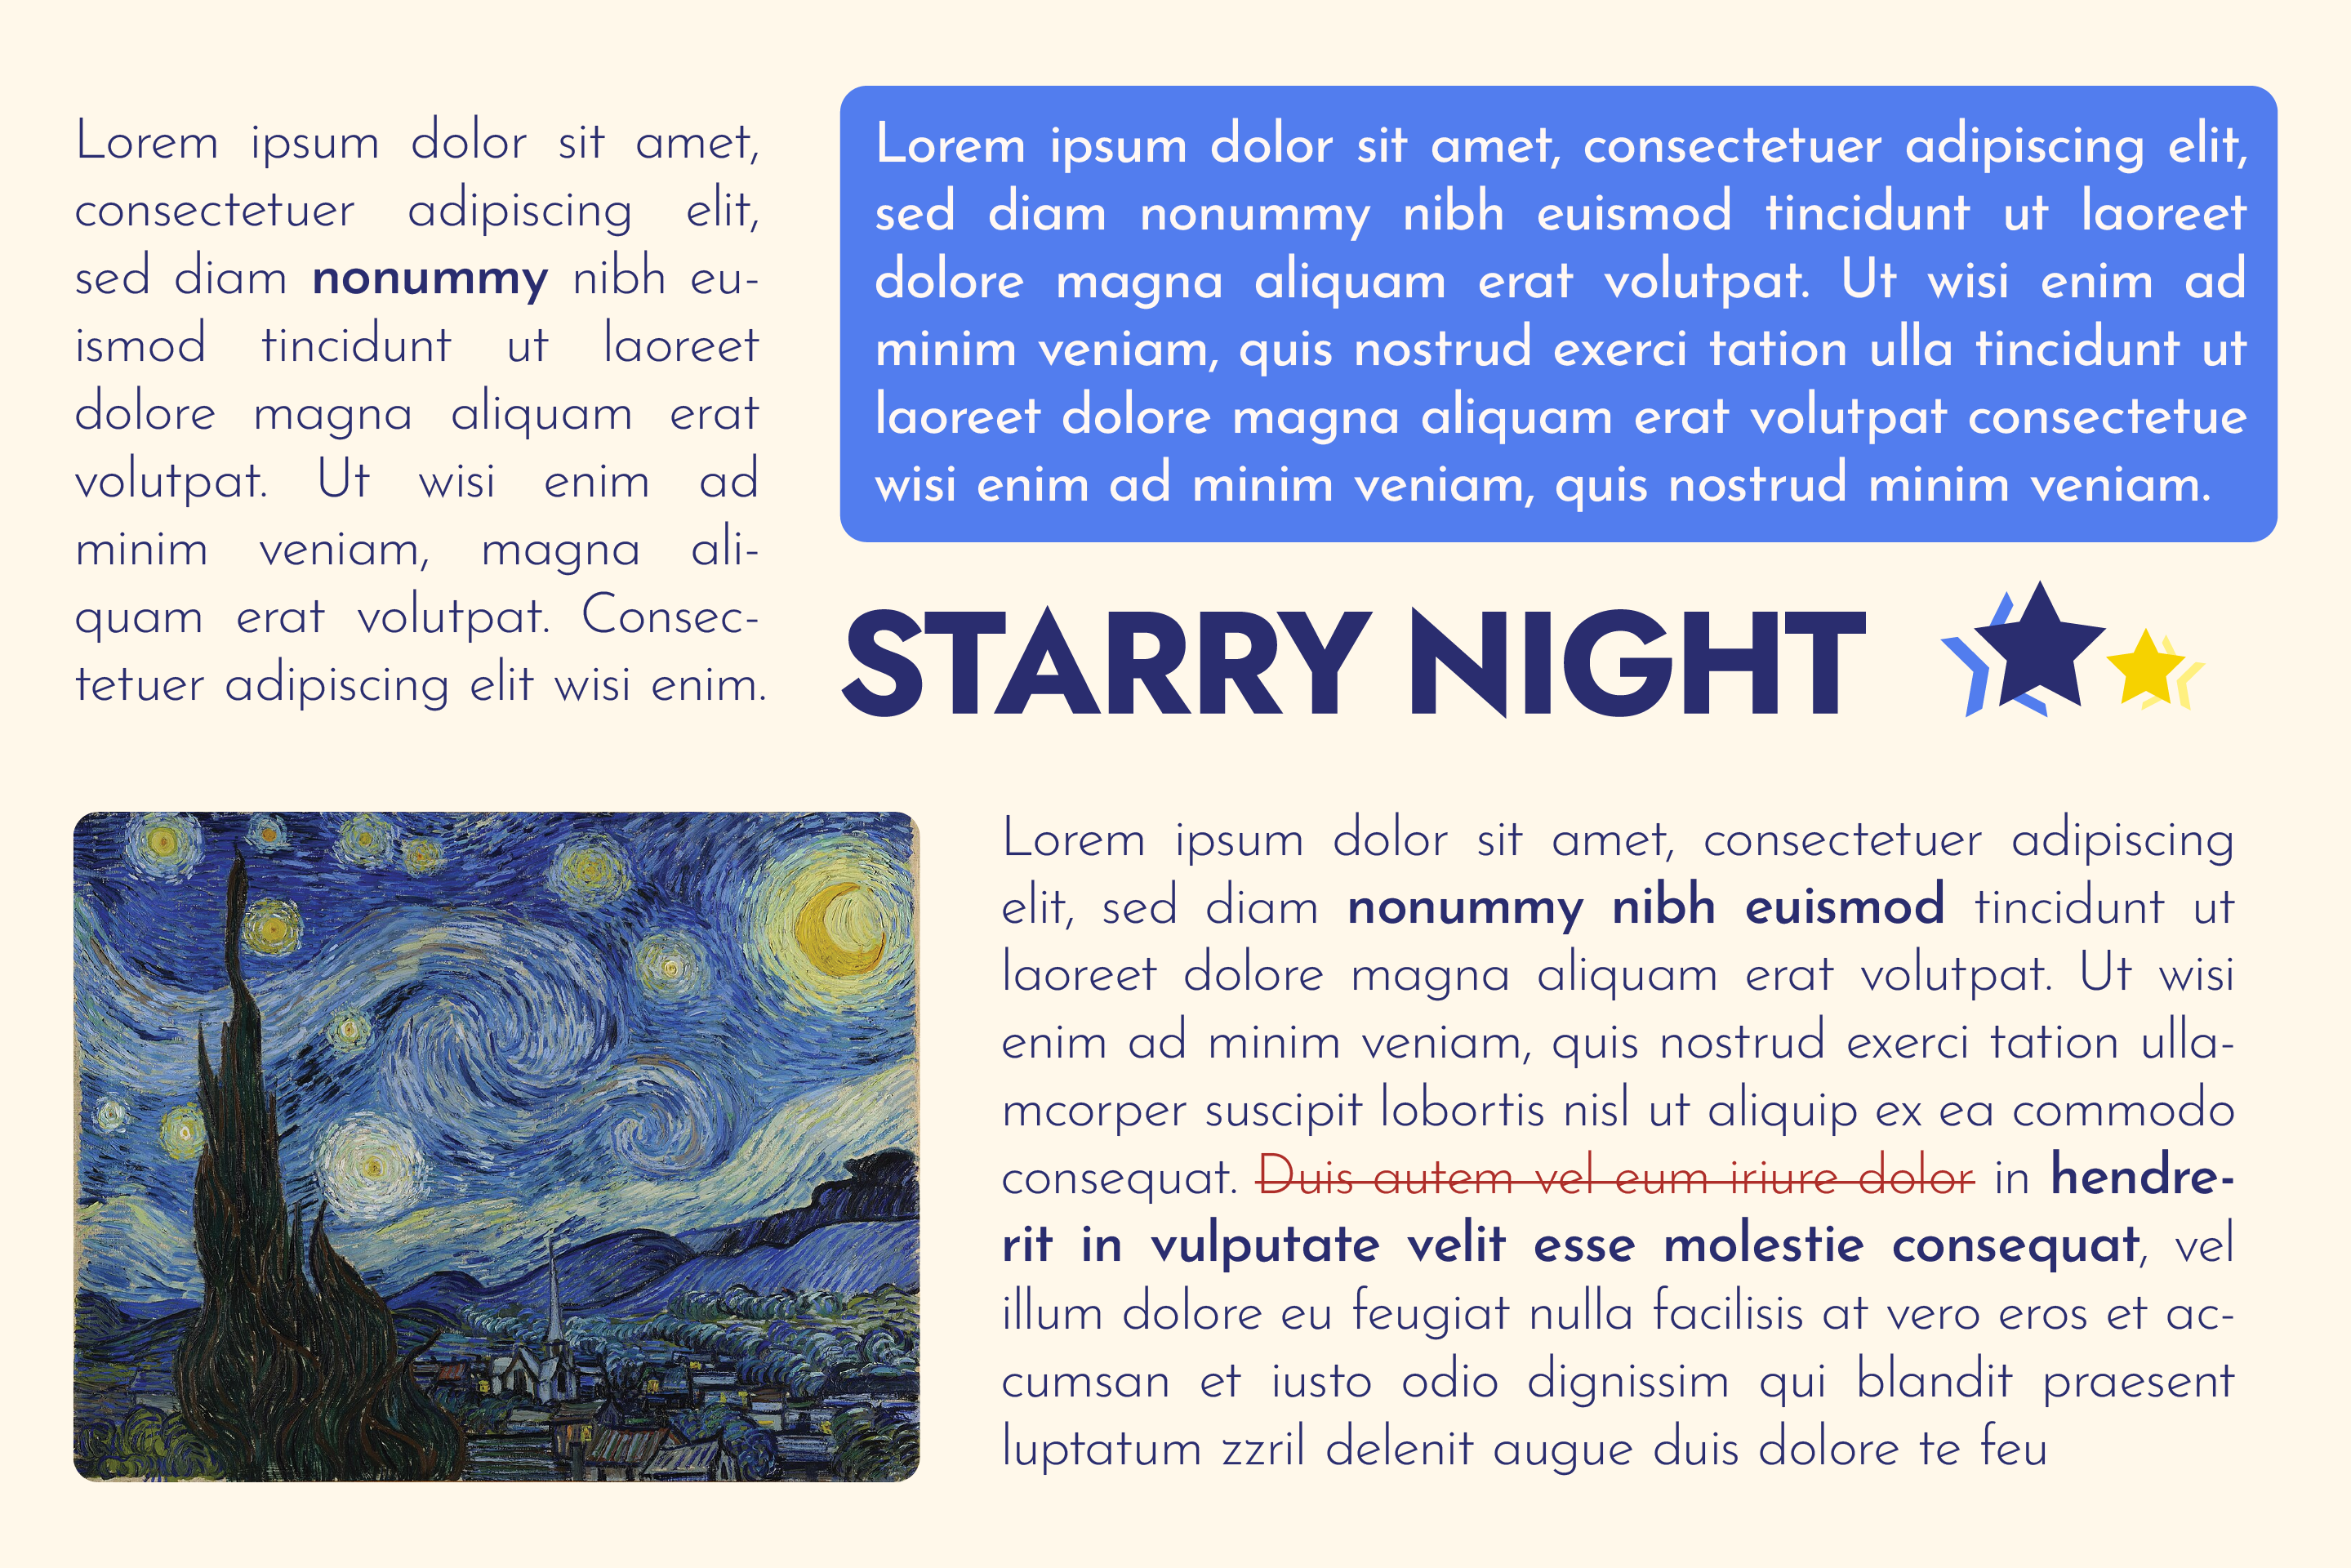 Lorem ipsum dolor sit amet,
consectetuer adipiscing elit,
sed diam nonummy nibh eu-
ismod tincidunt ut laoreet
dolore magna aliquam erat
volutpat. Ut wisi enim ad
minim veniam, magna ali-
quam erat volutpat. Consec-
tetuer adipiscing elit wisi enim.
Lorem ipsum dolor sit amet, consectetuer adipiscing elit,
sed diam nonummy nibh euismod tincidunt ut laoreet
dolore magna aliquam erat volutpat. Ut wisi enim ad
minim veniam, quis nostrud exerci tation ulla tincidunt ut
laoreet dolore magna aliquam erat volutpat consectetue
wisi enim ad minim veniam, quis nostrud minim veniam.
STARRY NIGHT
Lorem ipsum dolor sit amet, consectetuer adipiscing
elit, sed diam nonummy nibh euismod tincidunt ut
laoreet dolore magna aliquam erat volutpat. Ut wisi
enim ad minim veniam, quis nostrud exerci tation ulla-
mcorper suscipit lobortis nisl ut aliquip ex ea commodo
consequat. Duis autem vel eum iriure dolor in hendre-
rit in vulputate velit esse molestie consequat, vel
illum dolore eu feugiat nulla facilisis at vero eros et ac-
cumsan et iusto odio dignissim qui blandit praesent
luptatum zzril delenit augue duis dolore te feu